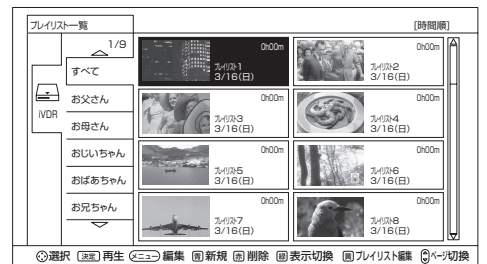 プレイリスト一覧
[時間順]
1/9
iVDR
すべて
お父さん
お母さん
おじいちゃん
おばあちゃん
お兄ちゃん
0h00m
プレイリスト1
3/16(日)
0h00m
プレイリスト2
3/16(日)
0h00m
プレイリスト3
3/16(日)
0h00m
プレイリスト4
3/16(日)
0h00m
プレイリスト5
3/16(日)
0h00m
プレイリスト6
3/16(日)
0h00m
プレイリスト7
3/16(日)
0h00m
プレイリスト8
3/16(日)
選択 決定 再生 メニュー 編集 青 新規 赤 削除 緑 表示切換 黄 プレイリスト編集 ページ切換